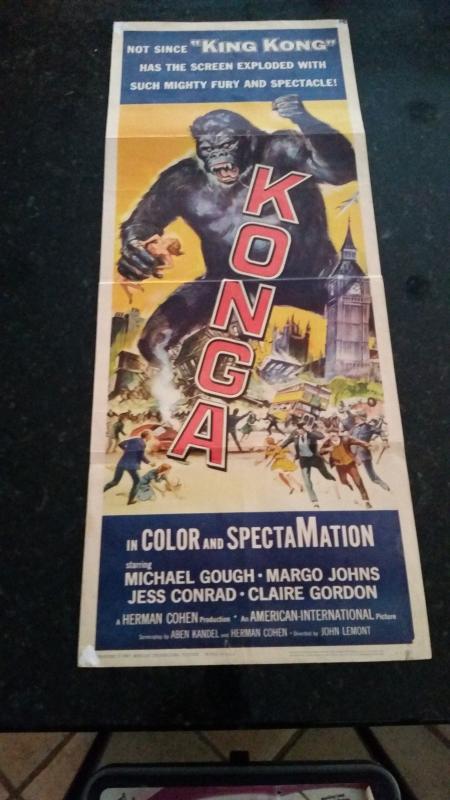 NOT SINCE "KING KONG"
HAS THE SCREEN EXPLODED WITH
SUCH MIGHTY FURY AND SPECTACLE!
KONGA
IN COLOR AND SPECTAMATION
starring
MICHAEL GOUGH · MARGO JOHNS
JESS CONRAD · CLAIRE GORDON
A HERMAN COHEN Production · An AMERICAN-INTERNATIONAL Picture
Screenplay by ABEN KANDEL and HERMAN COHEN · Directed by JOHN LEMONT